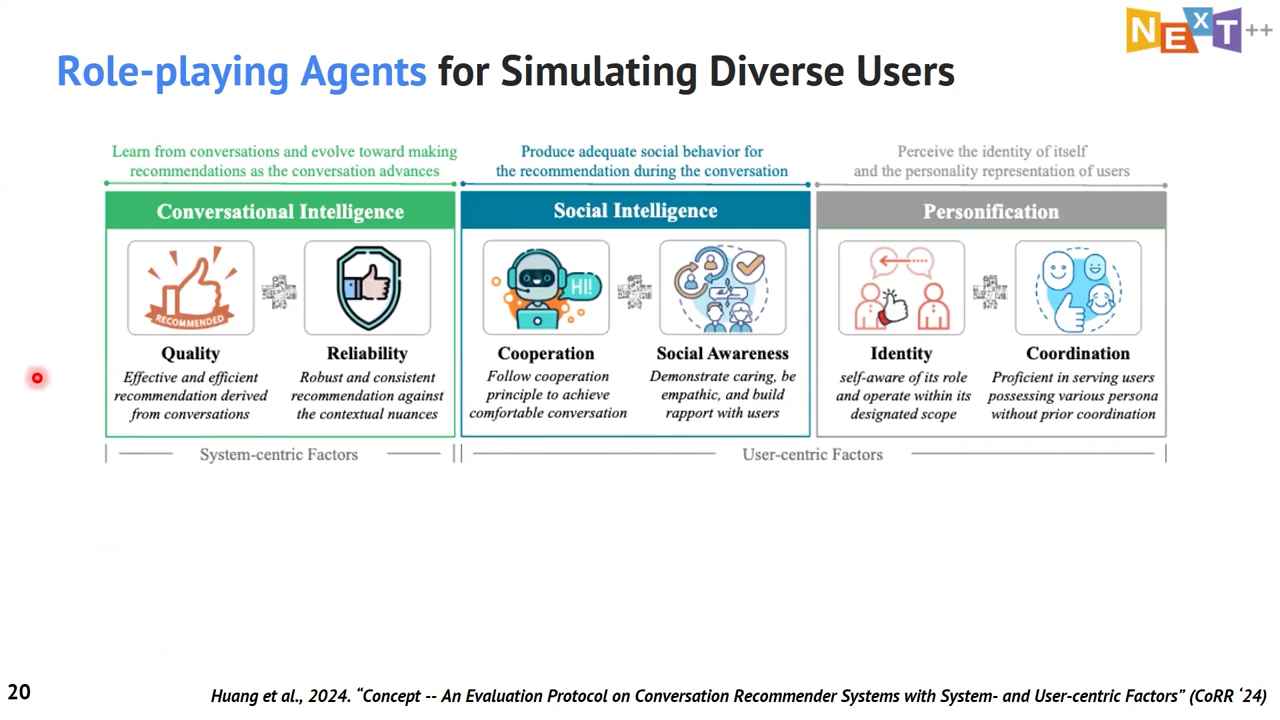 NEXT++
Role-playing Agents for Simulating Diverse Users
Learn from conversations and evolve toward making
recommendations as the conversation advances
Produce adequate social behavior for
the recommendation during the conversation
Perceive the identity of itself
and the personality representation of users
Conversational Intelligence
Social Intelligence
Personification
RECOMMENDED
HI!
Quality
Reliability
Cooperation
Social Awareness
Identity
Coordination
Effective and efficient
recommendation derived
from conversations
Robust and consistent
recommendation against
the contextual nuances
Follow cooperation
principle to achieve
comfortable conversation
Demonstrate caring, be
empathic, and build
rapport with users
self-aware of its role
and operate within its
designated scope
Proficient in serving users
possessing various persona
without prior coordination
System-centric Factors
User-centric Factors
20
Huang et al., 2024. “Concept -- An Evaluation Protocol on Conversation Recommender Systems with System- and User-centric Factors” (CoRR ‘24)